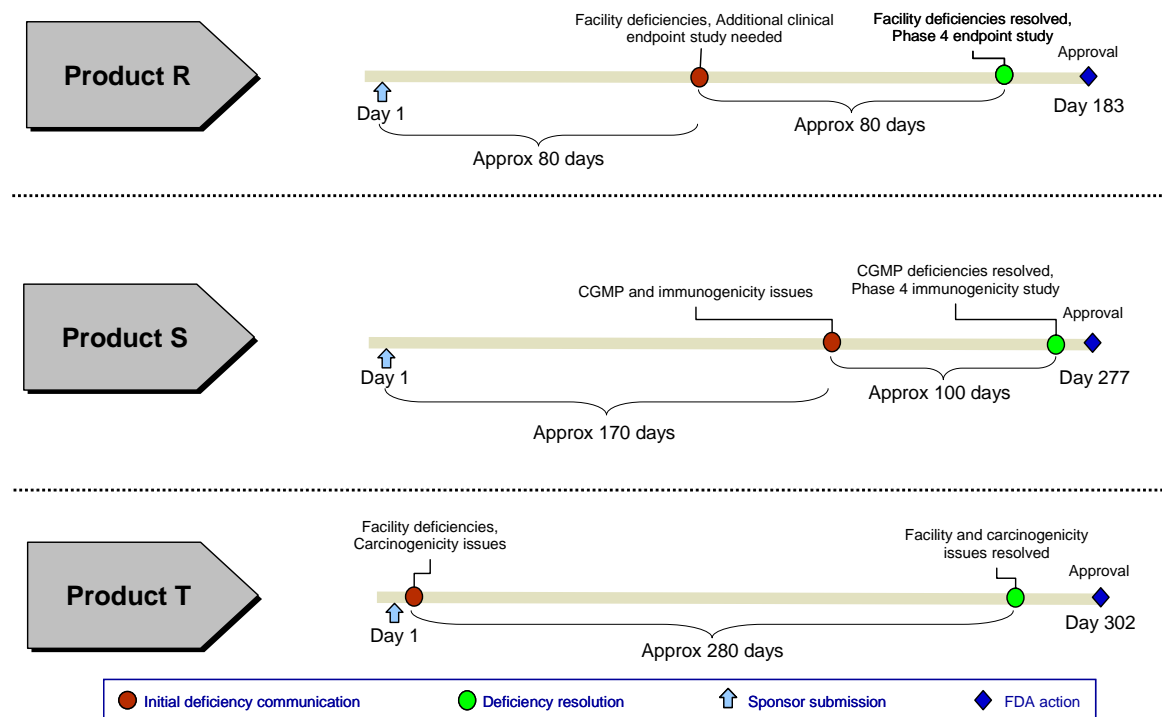 Product R
Facility deficiencies, Additional clinical
endpoint study needed
Facility deficiencies resolved,
Phase 4 endpoint study
Approval
Day 1
Day 183
Approx 80 days
Approx 80 days
Product S
CGMP and immunogenicity issues
CGMP deficiencies resolved,
Phase 4 immunogenicity study
Approval
Day 1
Day 277
Approx 100 days
Approx 170 days
Product T
Facility deficiencies,
Carcinogenicity issues
Facility and carcinogenicity
issues resolved
Approval
Day 1
Day 302
Approx 280 days
Initial deficiency communication
Deficiency resolution
Sponsor submission
FDA action